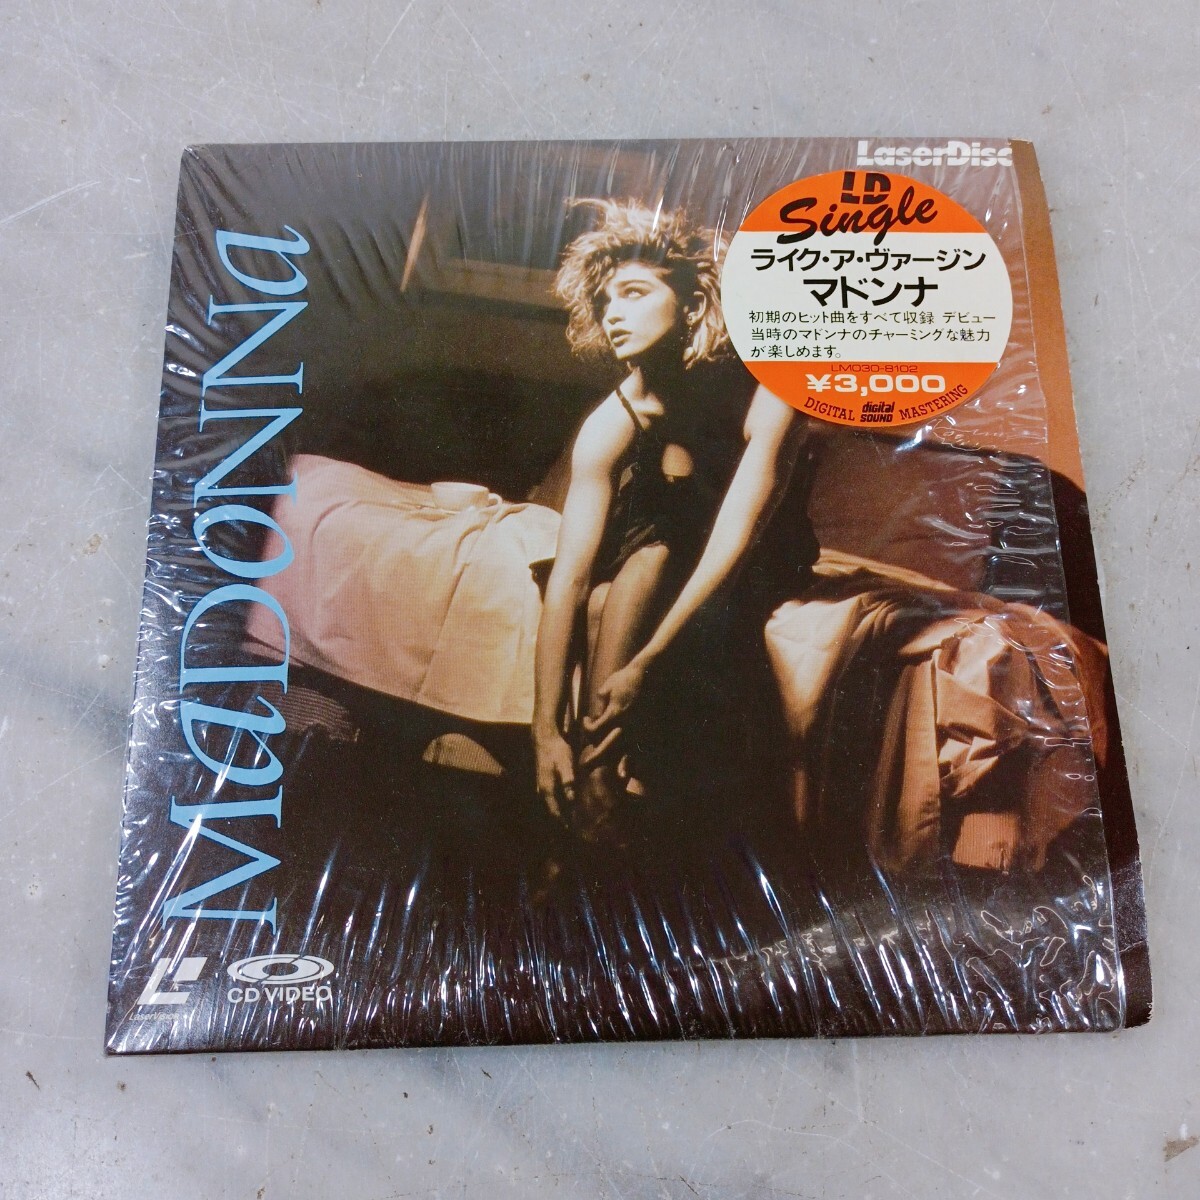 LaserDisc
LD
Single
ライク・ア・ヴァージン
マドンナ
初期のヒット曲をすべて収録 デビュー
当時のマドンナのチャーミングな魅力
が楽しめます。
LM030-8102
¥3,000
DIGITAL digital SOUND MASTERING
MaDoNNa
LaserVision
CD VIDEO